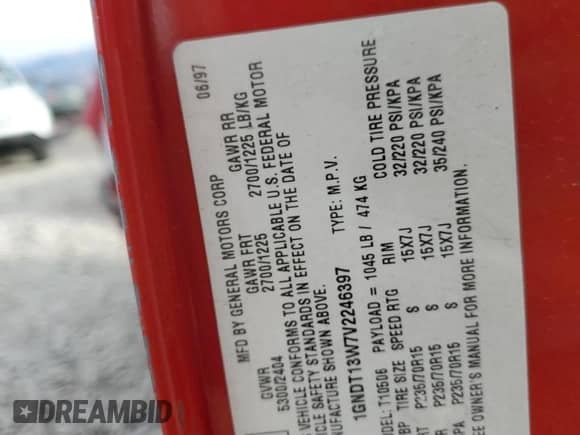 MFD BY GENERAL MOTORS CORP 06/97
GVWR GAWR FRT GAWR RR
5300/2404 2700/1225 2700/1225 LB/KG
VEHICLE CONFORMS TO ALL APPLICABLE U.S. FEDERAL MOTOR
VEHICLE SAFETY STANDARDS IN EFFECT ON THE DATE OF
SHOWN ABOVE.
1GNDT13W7V2246397 TYPE: M.P.V.
MODEL: T10506 PAYLOAD = 1045 LB / 474 KG
TIRE SIZE SPEED RTG RIM COLD TIRE PRESSURE
P235/70R15 S 15X7J 32/220 PSI/KPA
P235/70R15 S 15X7J 32/220 PSI/KPA
P235/70R15 S 15X7J 35/240 PSI/KPA
OWNER'S MANUAL FOR MORE INFORMATION.
AUTOBIDMASTER